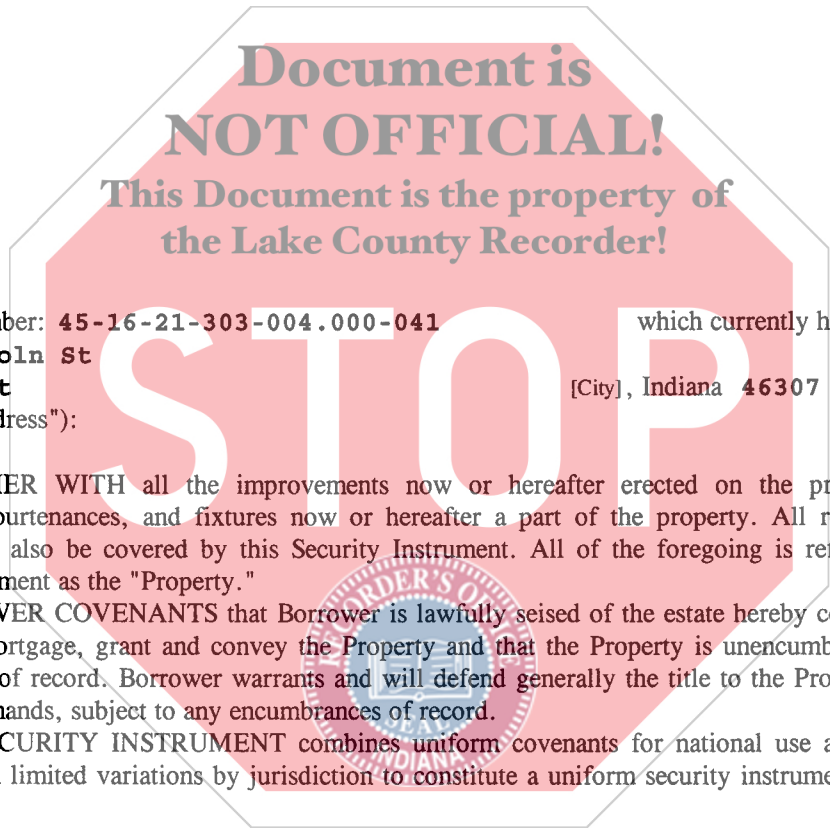 Document is
NOT OFFICIAL!
This Document is the property of
the Lake County Recorder!
ber: 45-16-21-303-004.000-041 which currently h
oln St
t [City], Indiana 46307
dress"):
STOP
ER WITH all the improvements now or hereafter erected on the pr
purtenances, and fixtures now or hereafter a part of the property. All r
also be covered by this Security Instrument. All of the foregoing is ref
ment as the "Property."
VER COVENANTS that Borrower is lawfully seised of the estate hereby c
ortgage, grant and convey the Property and that the Property is unencumb
of record. Borrower warrants and will defend generally the title to the Pro
nands, subject to any encumbrances of record.
CURITY INSTRUMENT combines uniform covenants for national use a
limited variations by jurisdiction to constitute a uniform security instrume
RECORDER'S OFFICE
SEAL
INDIANA